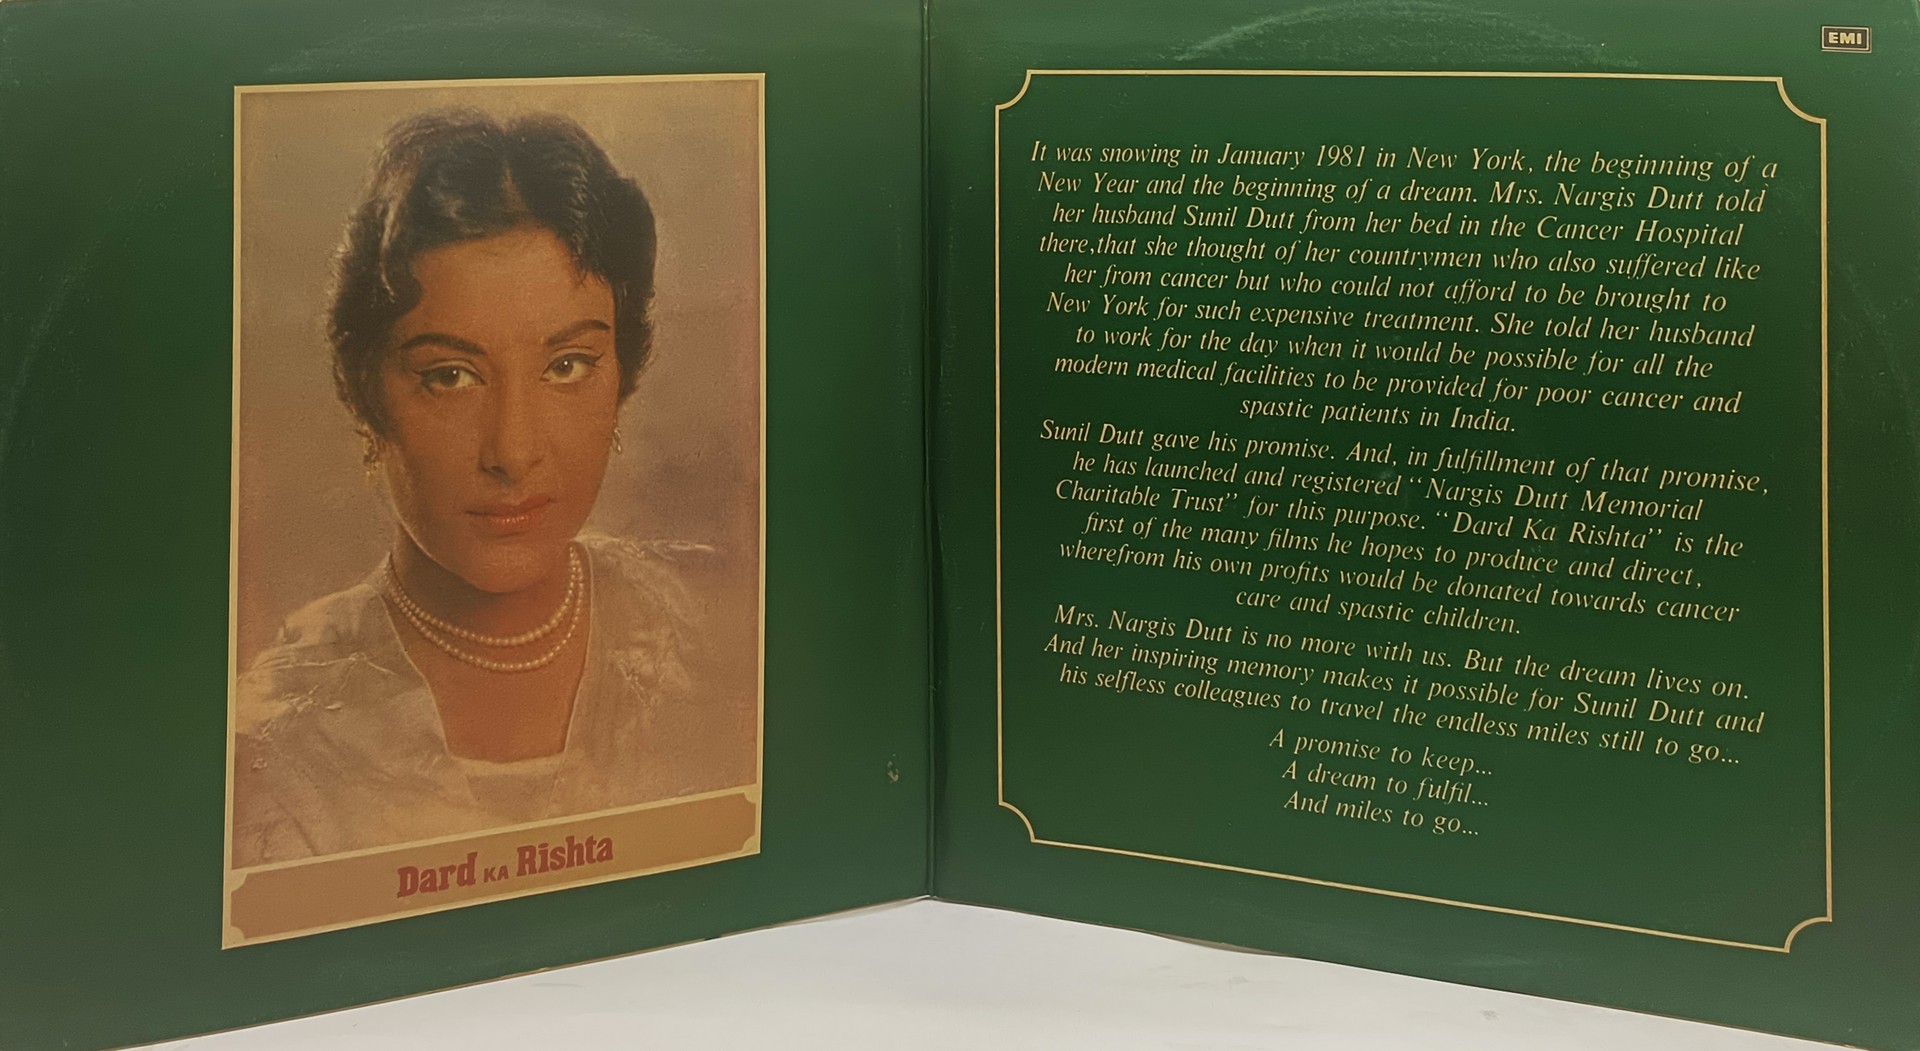 Dard KA Rishta
EMI
It was snowing in January 1981 in New York, the beginning of a
New Year and the beginning of a dream. Mrs. Nargis Dutt told
her husband Sunil Dutt from her bed in the Cancer Hospital
there,that she thought of her countrymen who also suffered like
her from cancer but who could not afford to be brought to
New York for such expensive treatment. She told her husband
to work for the day when it would be possible for all the
modern medical facilities to be provided for poor cancer and
spastic patients in India.
Sunil Dutt gave his promise. And, in fulfillment of that promise,
he has launched and registered “Nargis Dutt Memorial
Charitable Trust” for this purpose. “Dard Ka Rishta” is the
first of the many films he hopes to produce and direct,
wherefrom his own profits would be donated towards cancer
care and spastic children.
Mrs. Nargis Dutt is no more with us. But the dream lives on.
And her inspiring memory makes it possible for Sunil Dutt and
his selfless colleagues to travel the endless miles still to go...
A promise to keep...
A dream to fulfil...
And miles to go...